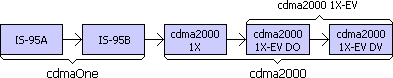 cdma2000 1X-EV
IS-95A
IS-95B
cdma2000
1X
cdma2000
1X-EV DO
cdma2000
1X-EV DV
cdmaOne
cdma2000